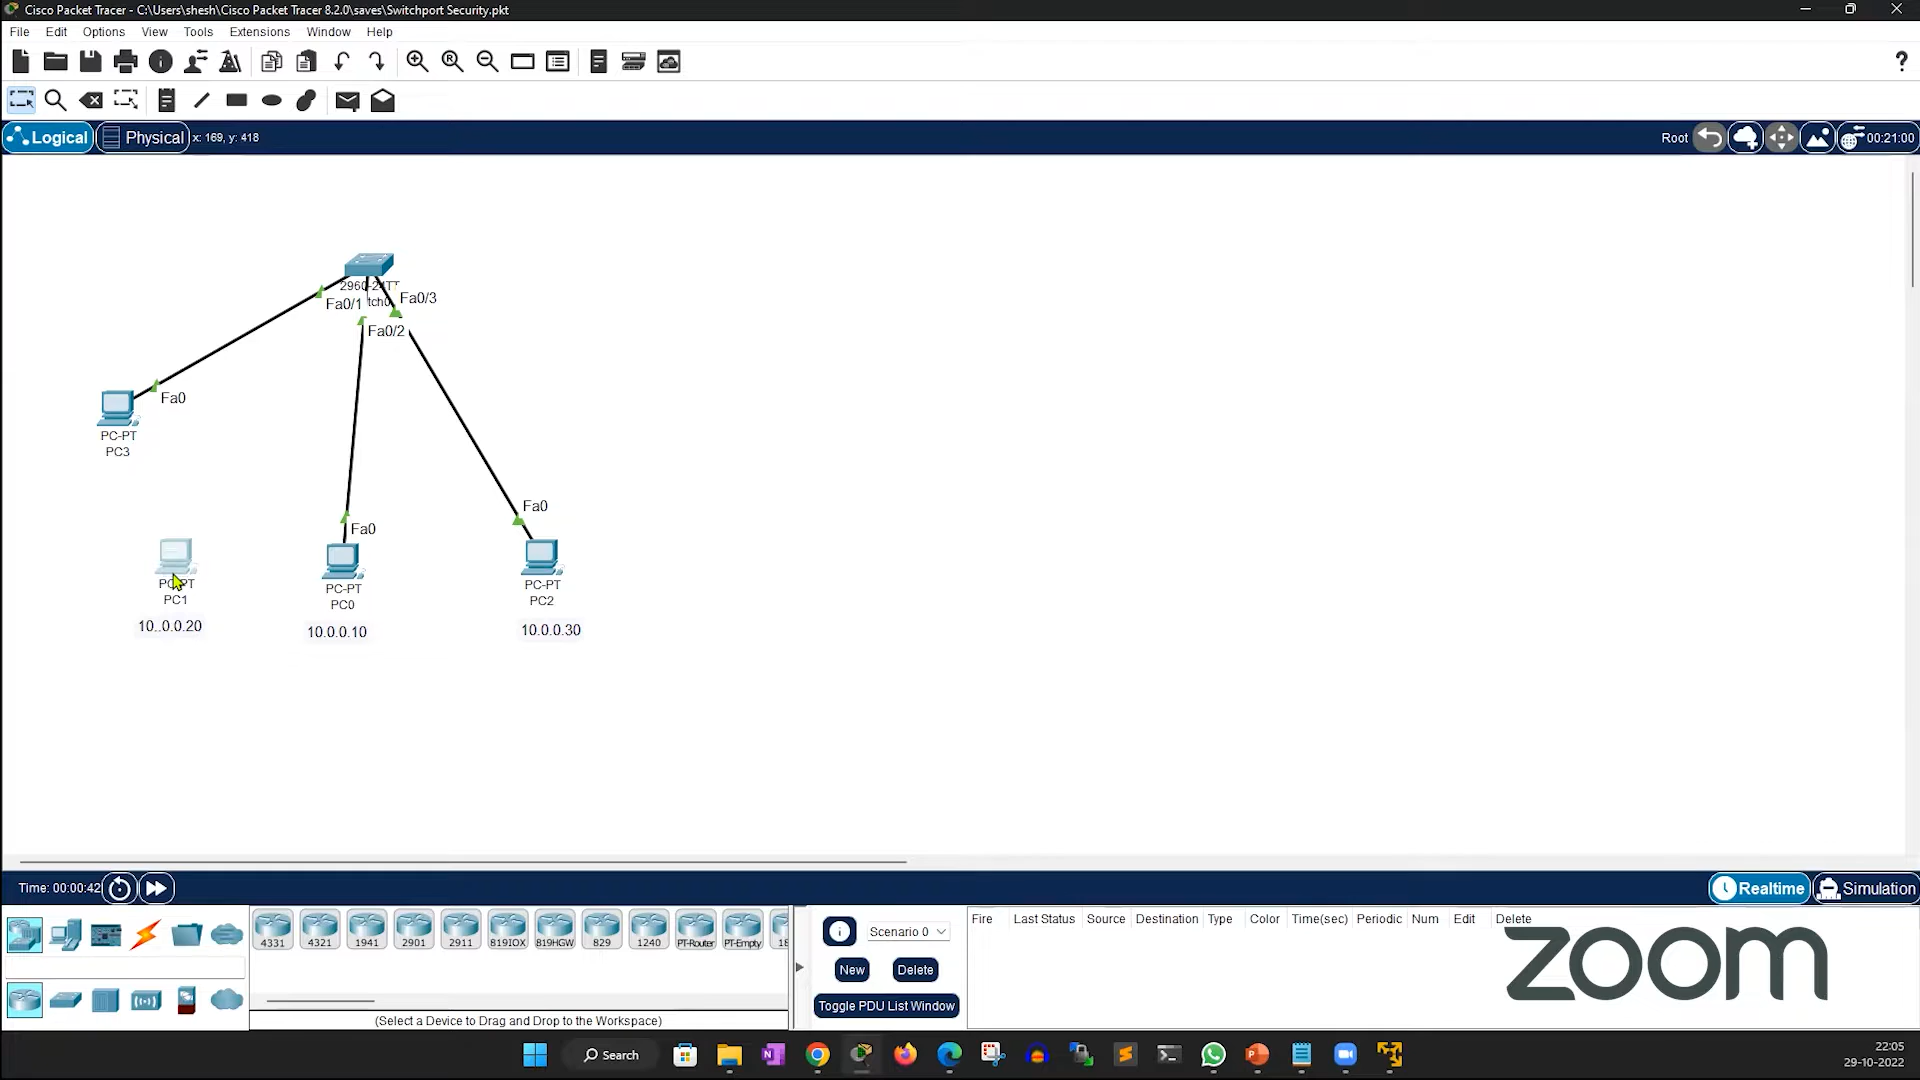 Cisco Packet Tracer - C:\Users\shesh\Cisco Packet Tracer 8.2.0\saves\Switchport Security.pkt
File Edit Options View Tools Extensions Window Help
Logical Physical x: 169, y: 418 Root 00:21:00
2960-24TT
Fa0/1 tch0 Fa0/3
Fa0/2
Fa0
PC-PT
PC3
Fa0
Fa0
PC-PT
PC1
10..0.0.20
PC-PT
PC0
10.0.0.10
PC-PT
PC2
10.0.0.30
Time: 00:00:42 Realtime Simulation
4331 4321 1941 2901 2911 819IOX 819HGW 829 1240 PT-Router PT-Empty 18
(Select a Device to Drag and Drop to the Workspace)
Scenario 0
New Delete
Toggle PDU List Window
Fire Last Status Source Destination Type Color Time(sec) Periodic Num Edit Delete
zoom
Search
22:05
29-10-2022